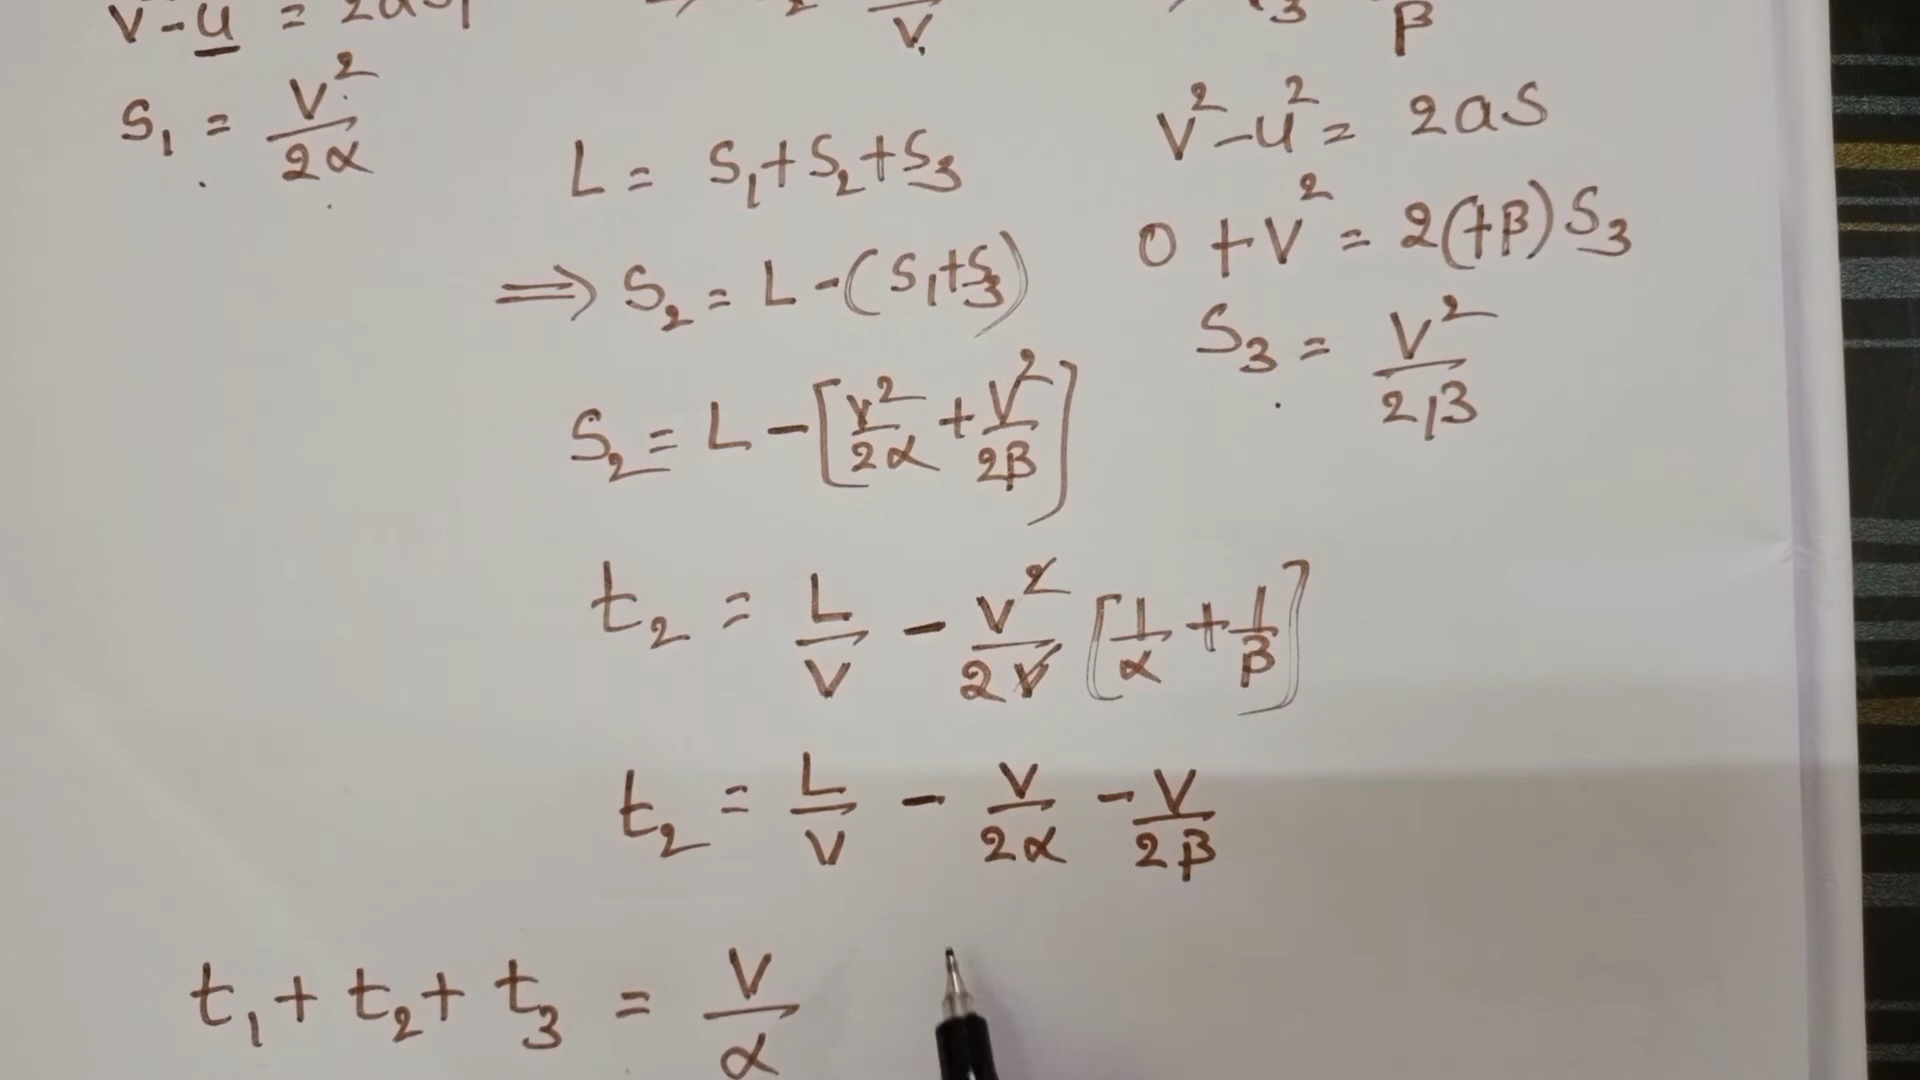 V - u = 2aS₁
S₁ = V²/2α
V
β
L = S₁+S₂+S₃
⟹ S₂ = L-(S₁+S₃)
S₂ = L - [V²/2α + V²/2β]
V²-u² = 2aS
0 + V² = 2(+β)S₃
S₃ = V²/2β
t₂ = L/V - V²/2V [1/α + 1/β]
t₂ = L/V - V/2α - V/2β
t₁ + t₂ + t₃ = V/α